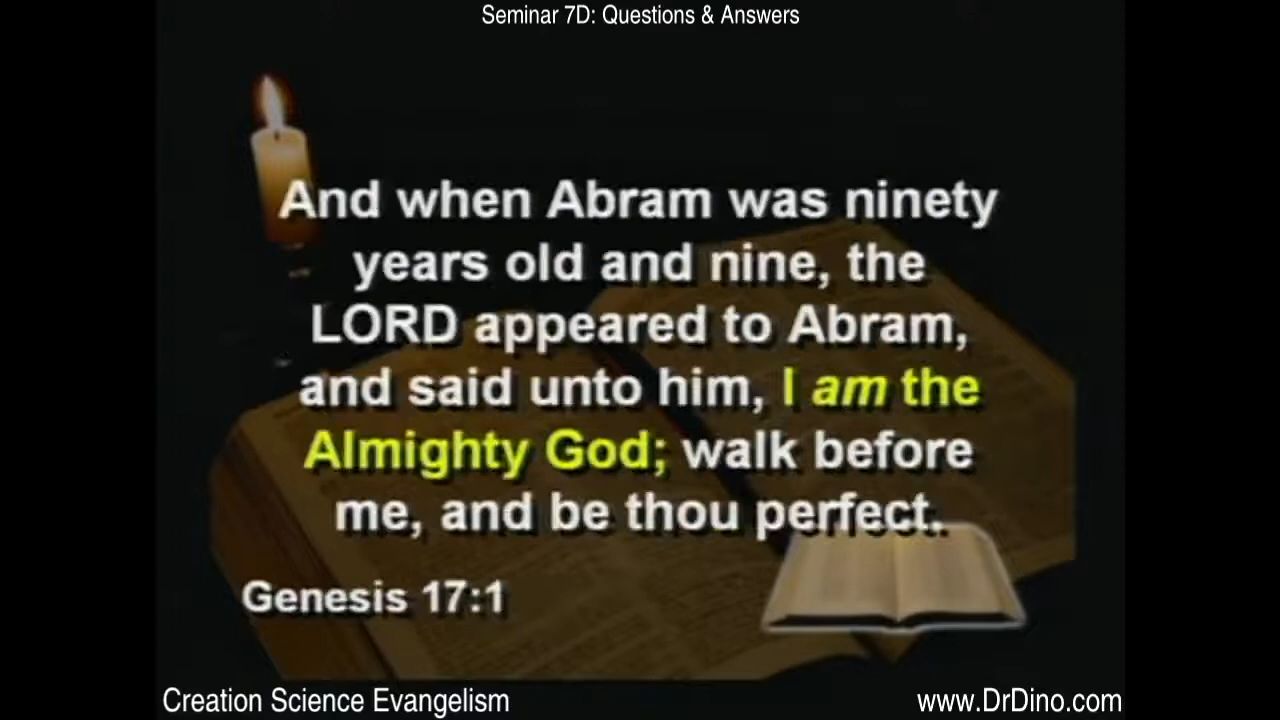 Seminar 7D: Questions & Answers
And when Abram was ninety
years old and nine, the
LORD appeared to Abram,
and said unto him, I am the
Almighty God; walk before
me, and be thou perfect.
Genesis 17:1
Creation Science Evangelism
www.DrDino.com